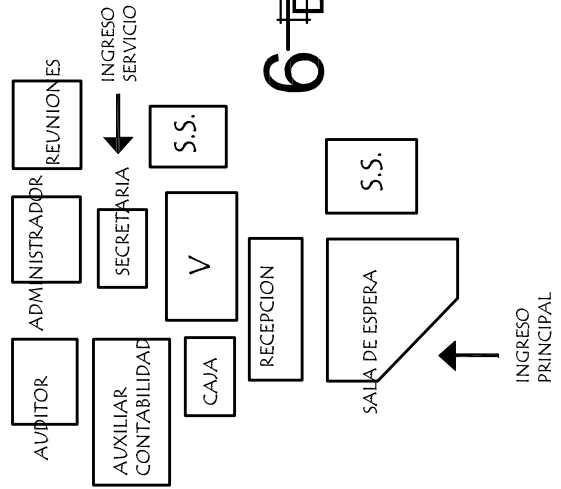 INGRESO
SERVICIO
REUNIONES
S.S.
S.S.
ADMINISTRADOR
SECRETARIA
V
RECEPCION
SALA DE ESPERA
AUDITOR
AUXILIAR
CONTABILIDAD
CAJA
INGRESO
PRINCIPAL
6